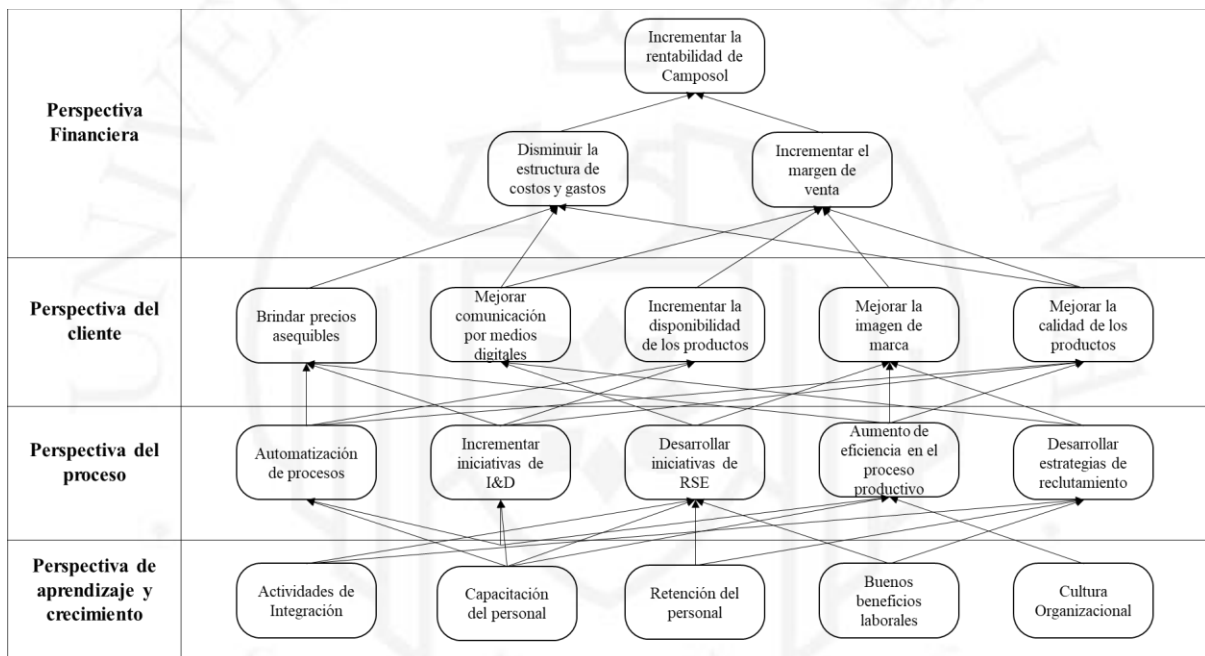 Perspectiva
Financiera
Incrementar la
rentabilidad de
Camposol
Disminuir la
estructura de
costos y gastos
Incrementar el
margen de
venta
Perspectiva del
cliente
Brindar precios
asequibles
Mejorar
comunicación
por medios
digitales
Incrementar la
disponibilidad
de los productos
Mejorar la
imagen de
marca
Mejorar la
calidad de los
productos
Perspectiva del
proceso
Automatización
de procesos
Incrementar
iniciativas de
I&D
Desarrollar
iniciativas de
RSE
Aumento de
eficiencia en el
proceso
productivo
Desarrollar
estrategias de
reclutamiento
Perspectiva de
aprendizaje y
crecimiento
Actividades de
Integración
Capacitación
del personal
Retención del
personal
Buenos
beneficios
laborales
Cultura
Organizacional